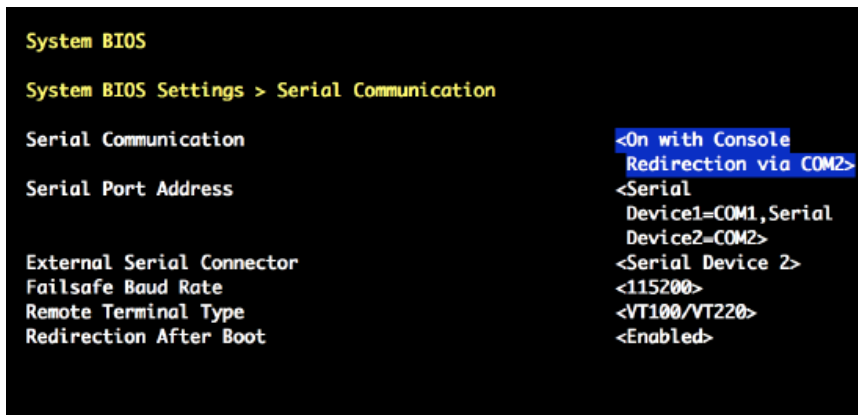 System BIOS
System BIOS Settings > Serial Communication
Serial Communication <On with Console
Redirection via COM2>
Serial Port Address <Serial
Device1=COM1,Serial
Device2=COM2>
External Serial Connector <Serial Device 2>
Failsafe Baud Rate <115200>
Remote Terminal Type <VT100/VT220>
Redirection After Boot <Enabled>